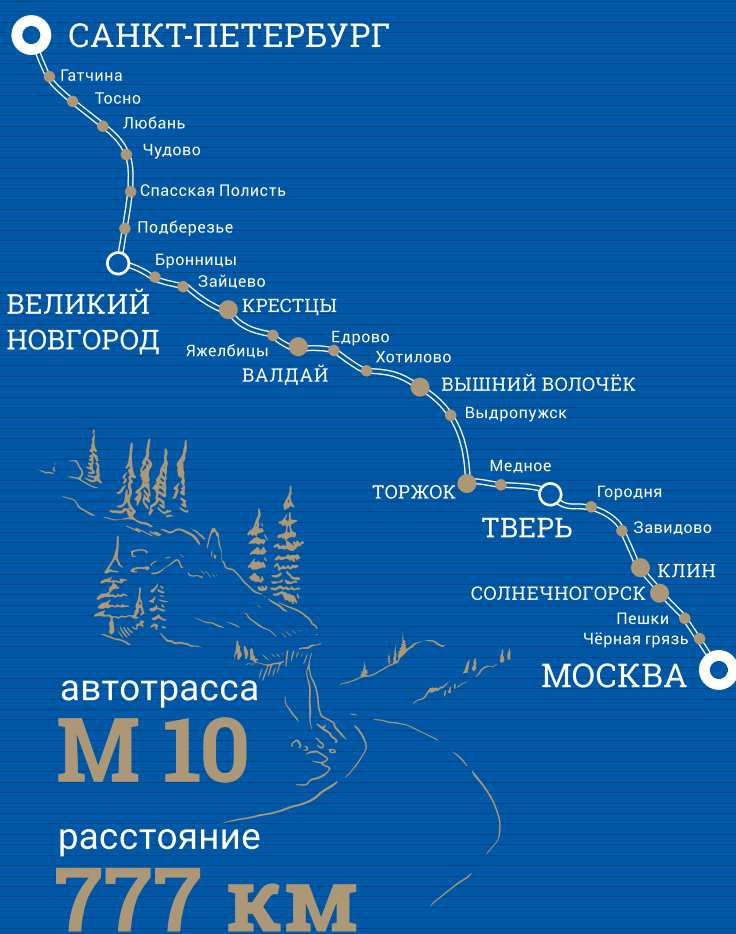 САНКТ-ПЕТЕРБУРГ
Гатчина
Тосно
Любань
Чудово
Спасская Полисть
Подберезье
Бронницы
Зайцево
ВЕЛИКИЙ
НОВГОРОД
КРЕСТЦЫ
Яжелбицы
ВАЛДАЙ
Едрово
Хотилово
ВЫШНИЙ ВОЛОЧЁК
Выдропужск
ТОРЖОК
Медное
ТВЕРЬ
Городня
Завидово
КЛИН
СОЛНЕЧНОГОРСК
Пешки
Чёрная грязь
МОСКВА
автотрасса
М 10
расстояние
777 км